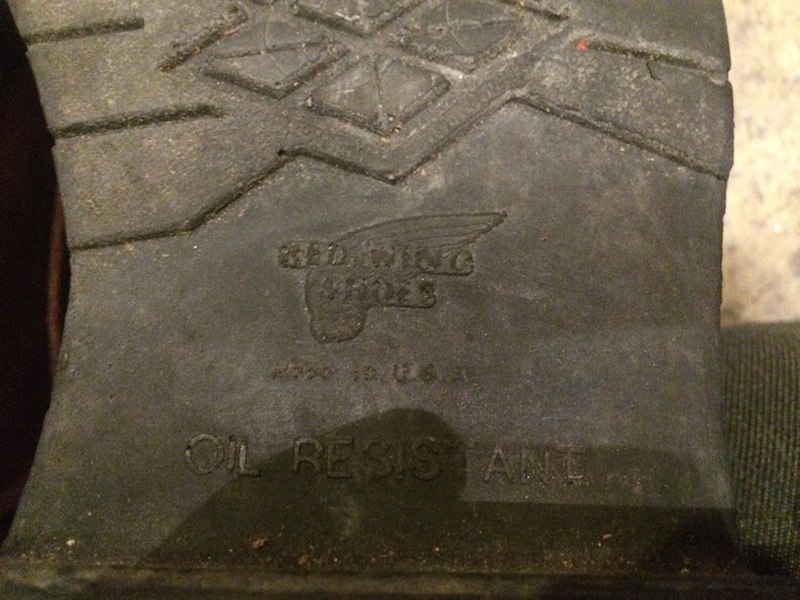 RED WING
SHOES
MADE IN U.S.A.
OIL RESISTANT